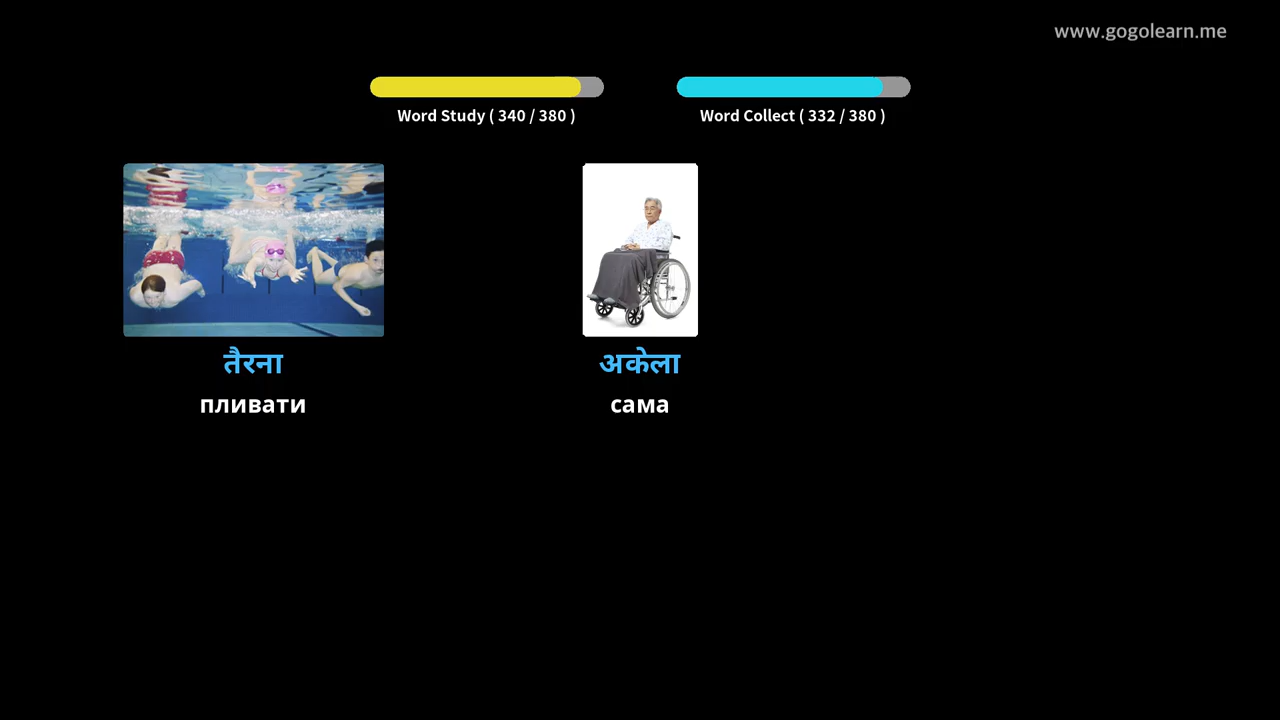 www.gogolearn.me
Word Study ( 340 / 380 )
Word Collect ( 332 / 380 )
तैरना
пливати
अकेला
сама